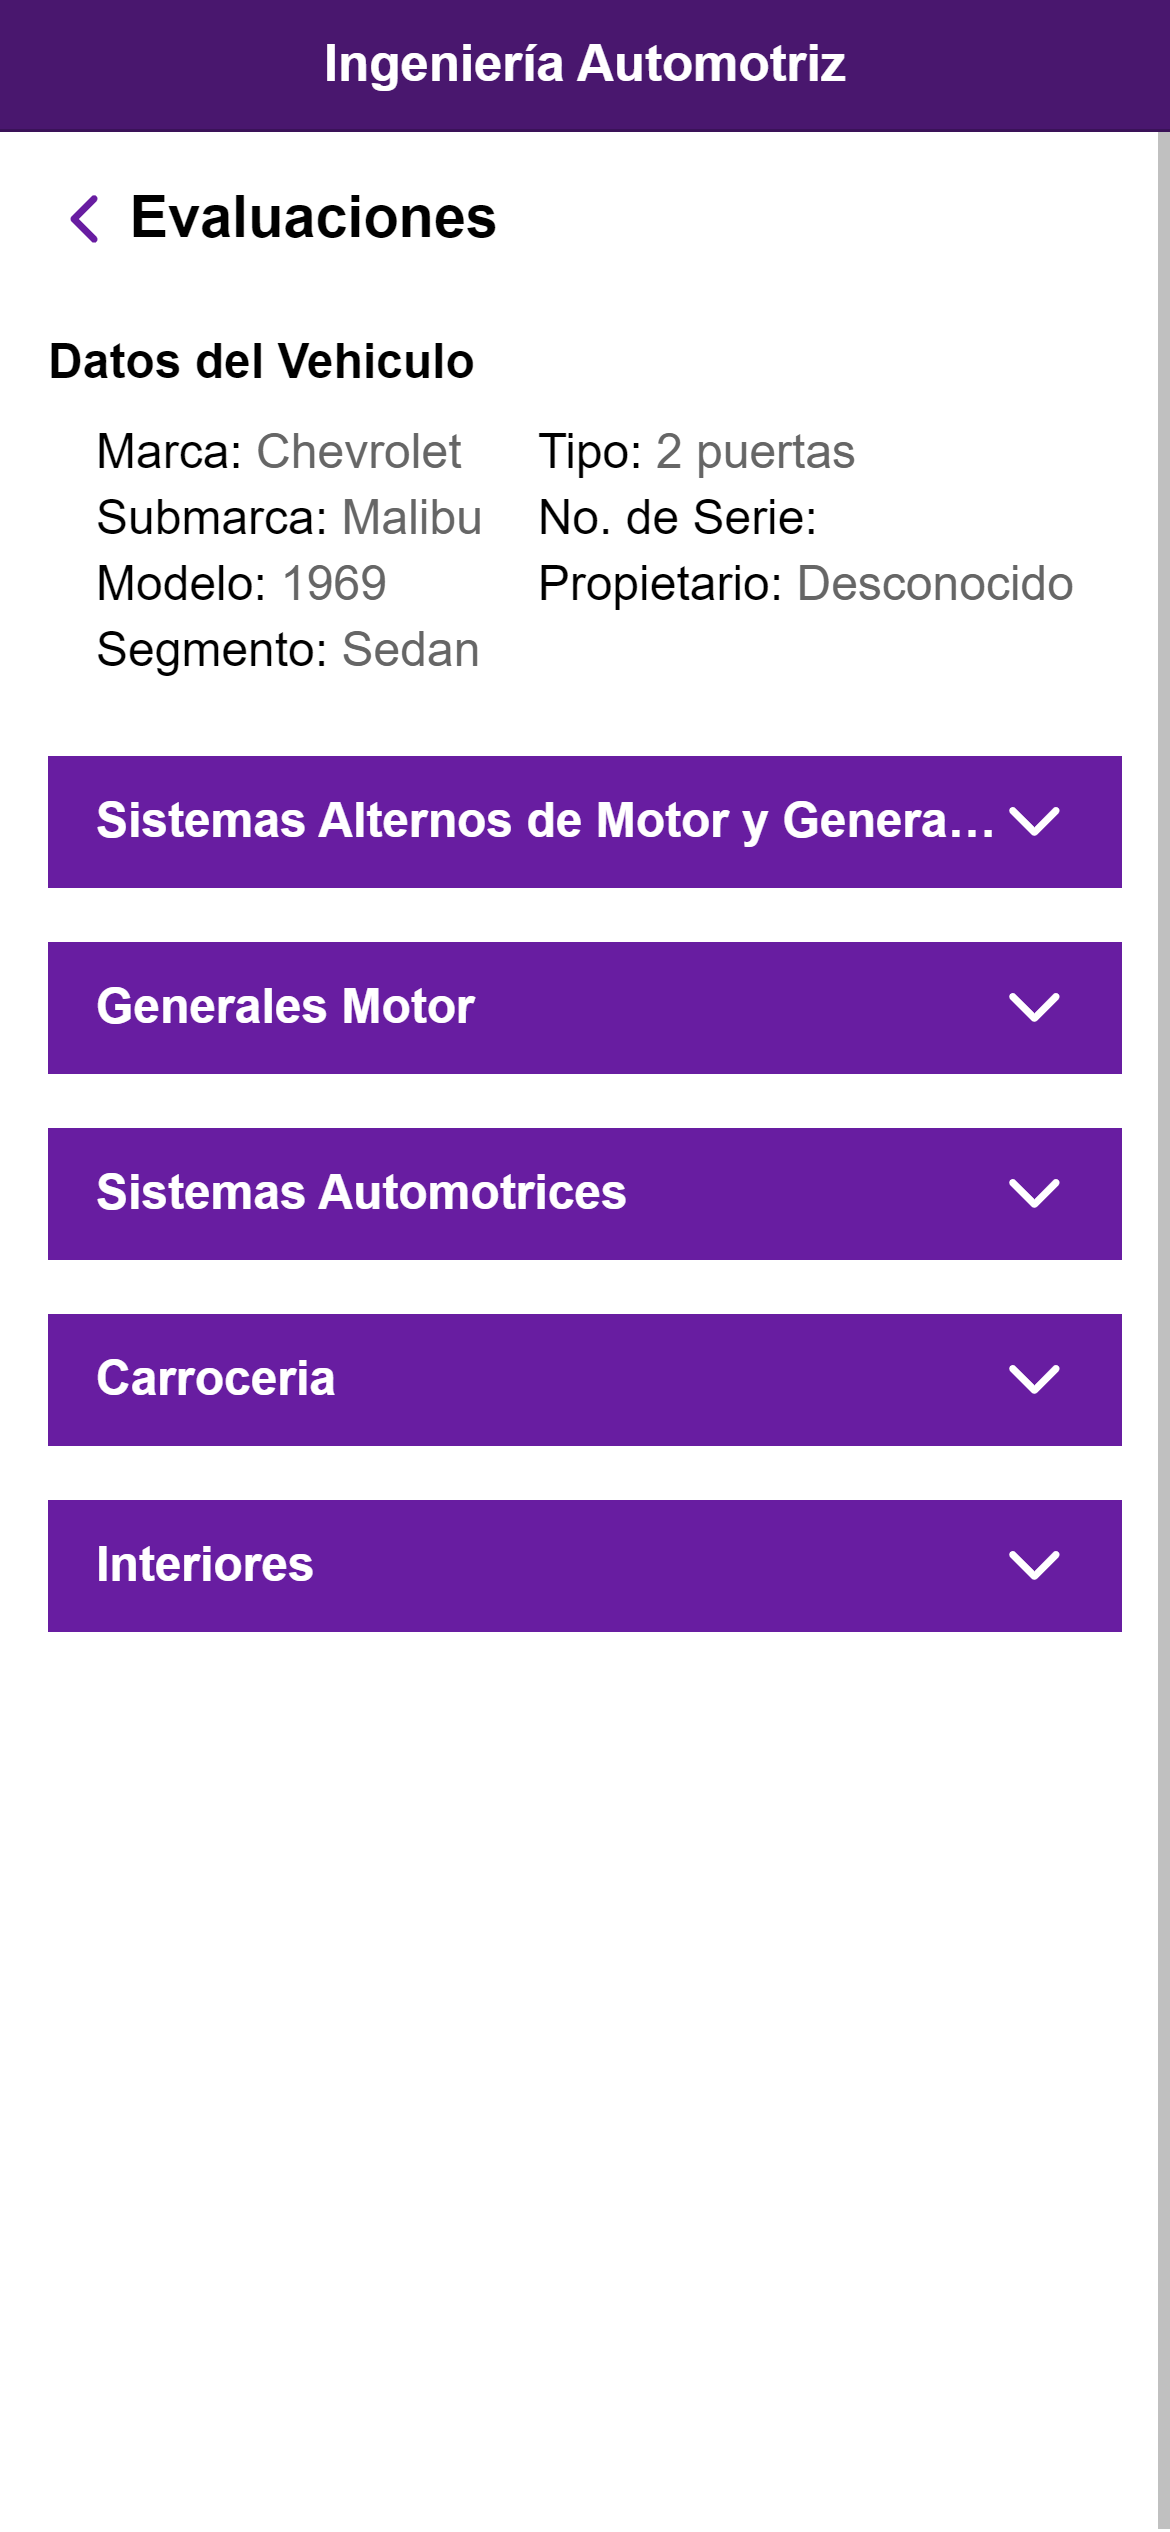 Ingeniería Automotriz
Evaluaciones
Datos del Vehiculo
Marca: Chevrolet
Submarca: Malibu
Modelo: 1969
Segmento: Sedan
Tipo: 2 puertas
No. de Serie:
Propietario: Desconocido
Sistemas Alternos de Motor y Genera...
Generales Motor
Sistemas Automotrices
Carroceria
Interiores